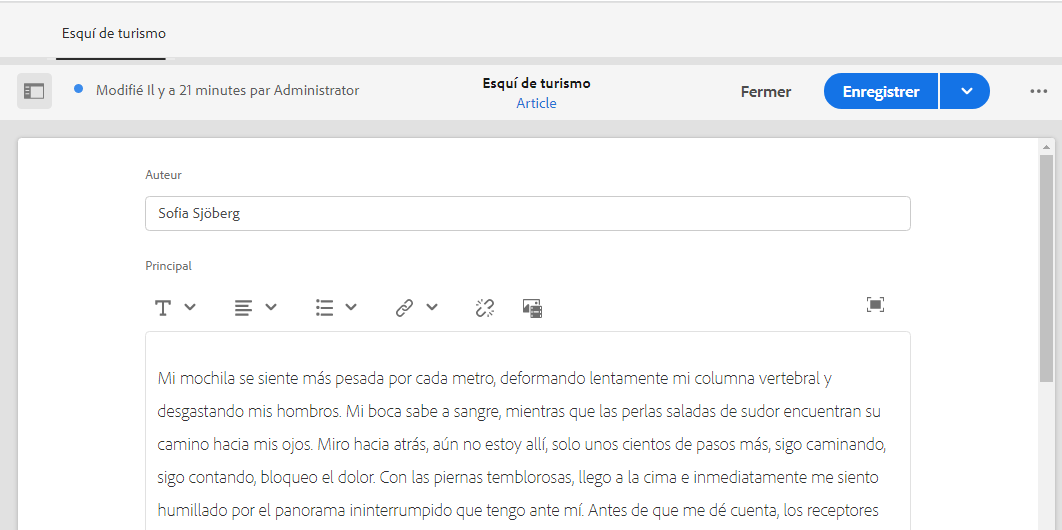 Esquí de turismo
Modifié Il y a 21 minutes par Administrator
Esquí de turismo
Article
Fermer
Enregistrer
Auteur
Sofia Sjöberg
Principal
Mi mochila se siente más pesada por cada metro, deformando lentamente mi columna vertebral y
desgastando mis hombros. Mi boca sabe a sangre, mientras que las perlas saladas de sudor encuentran su
camino hacia mis ojos. Miro hacia atrás, aún no estoy allí, solo unos cientos de pasos más, sigo caminando,
sigo contando, bloqueo el dolor. Con las piernas temblorosas, llego a la cima e inmediatamente me siento
humillado por el panorama ininterrumpido que tengo ante mí. Antes de que me dé cuenta, los receptores